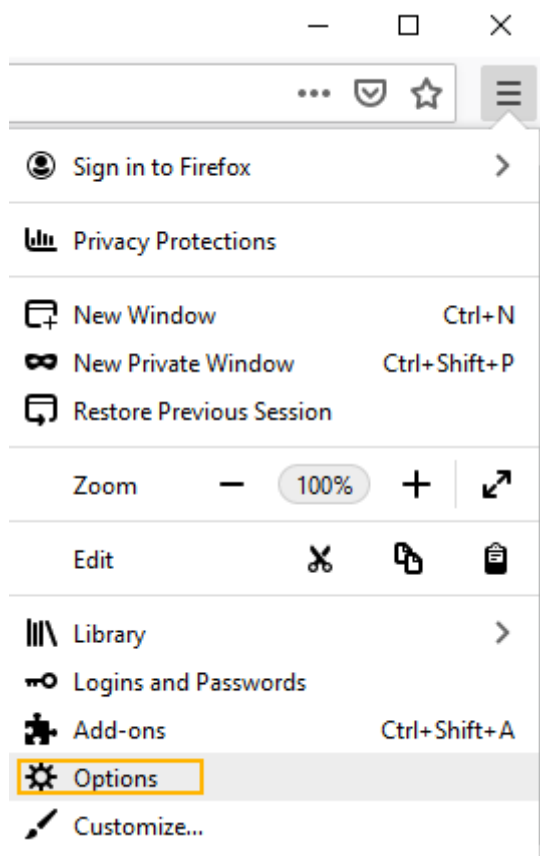 Sign in to Firefox
Privacy Protections
New Window Ctrl+N
New Private Window Ctrl+Shift+P
Restore Previous Session
Zoom 100%
Edit
Library
Logins and Passwords
Add-ons Ctrl+Shift+A
Options
Customize...